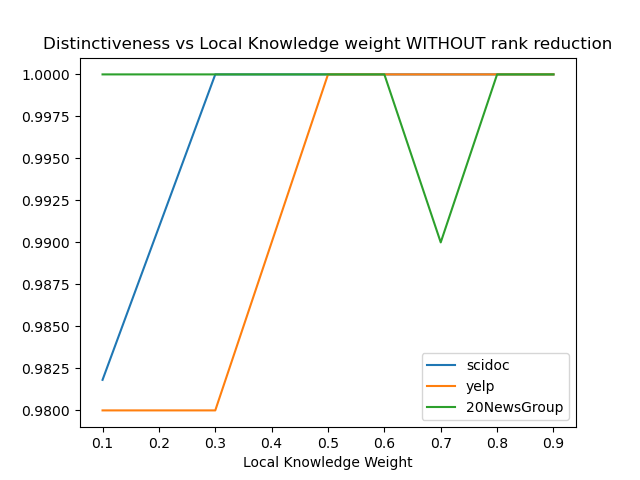 Distinctiveness vs Local Knowledge weight WITHOUT rank reduction
1.0000
0.9975
0.9950
0.9925
0.9900
0.9875
0.9850
0.9825
0.9800
scidoc
yelp
20NewsGroup
0.1 0.2 0.3 0.4 0.5 0.6 0.7 0.8 0.9
Local Knowledge Weight